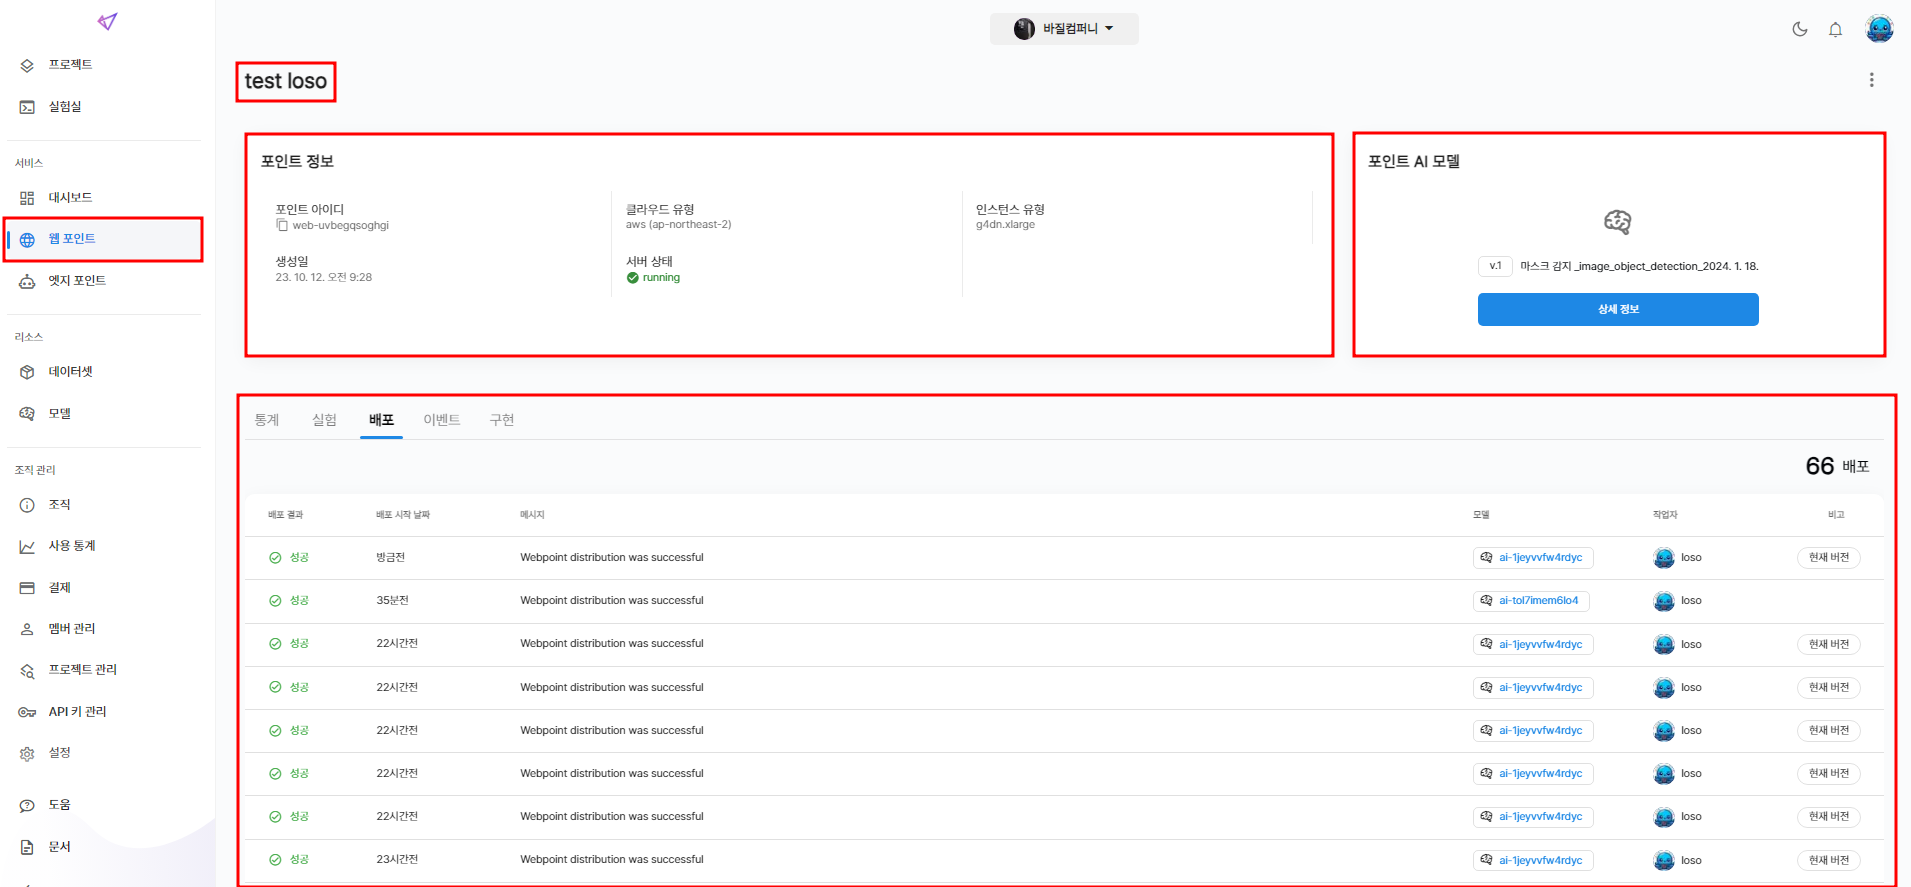 바질컴퍼니
프로젝트
실험실
서비스
대시보드
웹 포인트
엣지 포인트
리소스
데이터셋
모델
조직 관리
조직
사용 통계
결제
멤버 관리
프로젝트 관리
API 키 관리
설정
도움
문서
test loso
포인트 정보
포인트 아이디
web-uvbegqsoghgi
클라우드 유형
aws (ap-northeast-2)
인스턴스 유형
g4dn.xlarge
생성일
23. 10. 12. 오전 9:28
서버 상태
running
포인트 AI 모델
v.1 마스크 감지 _image_object_detection_2024. 1. 18.
상세 정보
통계 실험 배포 이벤트 구현
66 배포
배포 결과 배포 시작 날짜 메시지 모델 작업자 비고
성공 방금전 Webpoint distribution was successful ai-1jeyvvfw4rdyc loso 현재 버전
성공 35분전 Webpoint distribution was successful ai-tol7imem6lo4 loso
성공 22시간전 Webpoint distribution was successful ai-1jeyvvfw4rdyc loso 현재 버전
성공 22시간전 Webpoint distribution was successful ai-1jeyvvfw4rdyc loso 현재 버전
성공 22시간전 Webpoint distribution was successful ai-1jeyvvfw4rdyc loso 현재 버전
성공 22시간전 Webpoint distribution was successful ai-1jeyvvfw4rdyc loso 현재 버전
성공 22시간전 Webpoint distribution was successful ai-1jeyvvfw4rdyc loso 현재 버전
성공 23시간전 Webpoint distribution was successful ai-1jeyvvfw4rdyc loso 현재 버전